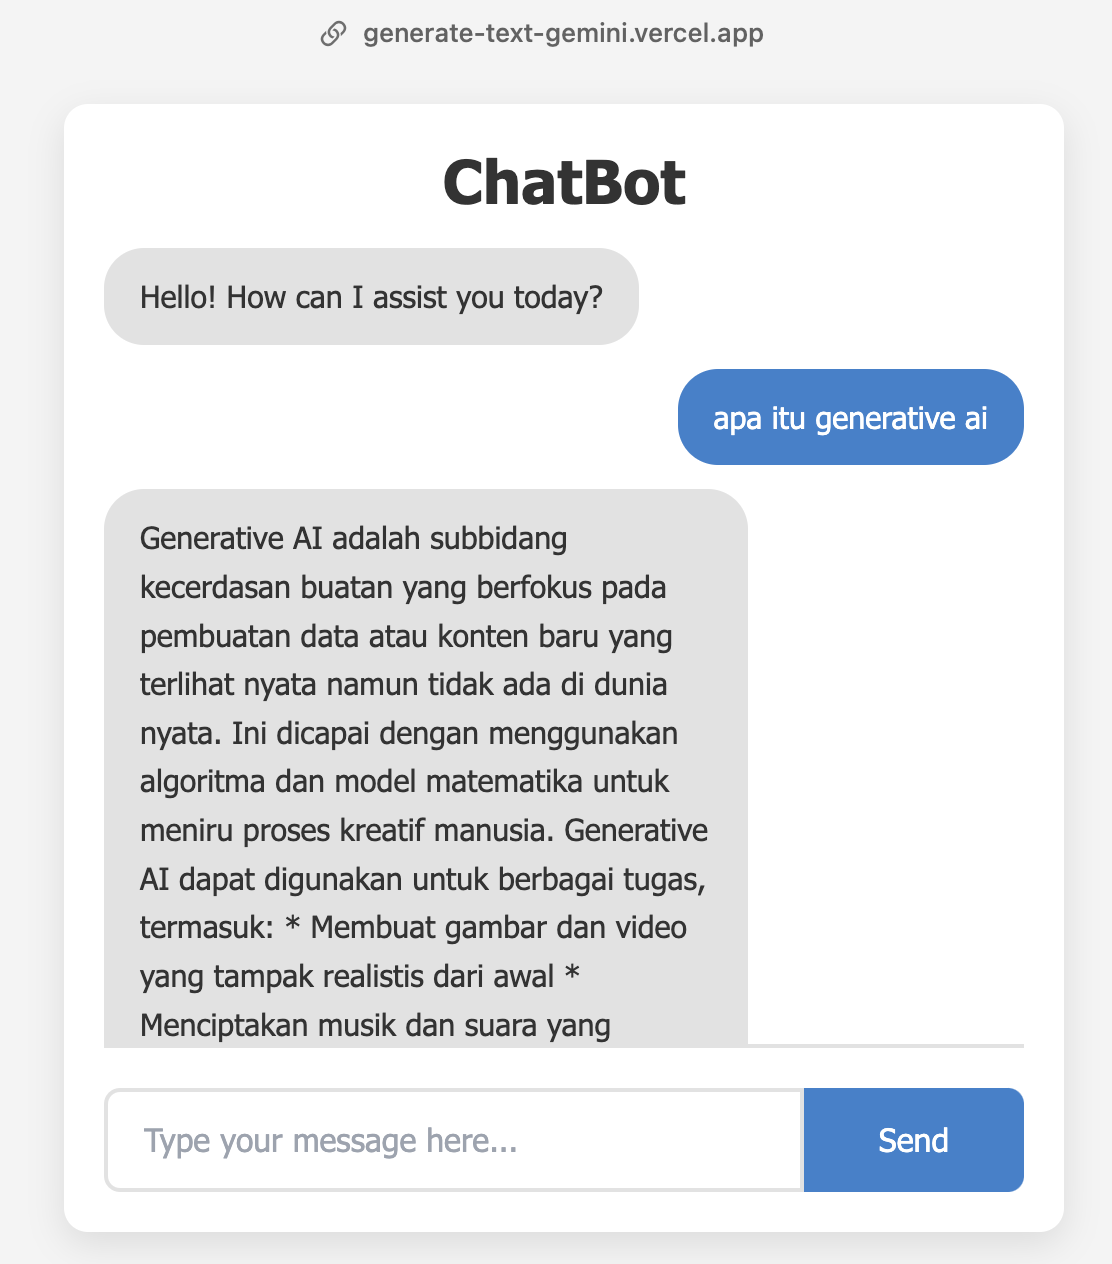 generate-text-gemini.vercel.app
ChatBot
Hello! How can I assist you today?
apa itu generative ai
Generative AI adalah subbidang
kecerdasan buatan yang berfokus pada
pembuatan data atau konten baru yang
terlihat nyata namun tidak ada di dunia
nyata. Ini dicapai dengan menggunakan
algoritma dan model matematika untuk
meniru proses kreatif manusia. Generative
AI dapat digunakan untuk berbagai tugas,
termasuk: * Membuat gambar dan video
yang tampak realistis dari awal *
Menciptakan musik dan suara yang
Type your message here...
Send